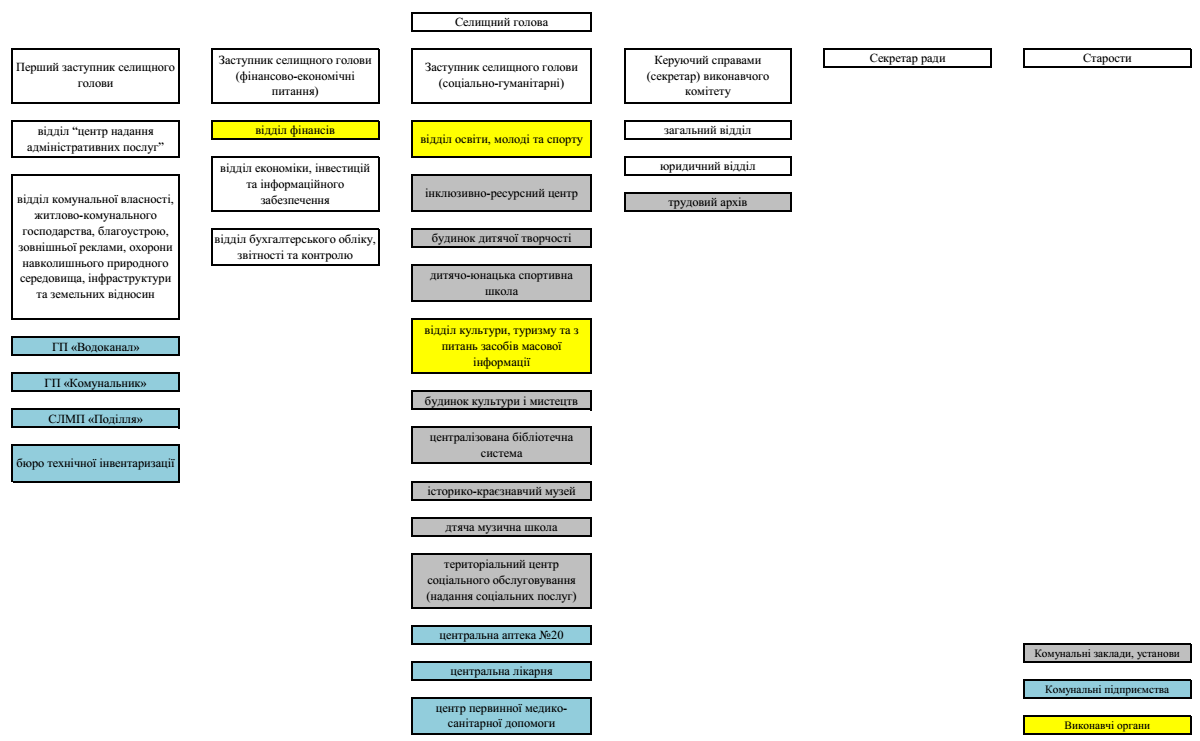 Селищний голова
Перший заступник селищного
голови
відділ “центр надання
адміністративних послуг”
відділ комунальної власності,
житлово-комунального
господарства, благоустрою,
зовнішньої реклами, охорони
навколишнього природного
середовища, інфраструктури
та земельних відносин
ГП «Водоканал»
ГП «Комунальник»
СЛМП «Поділля»
бюро технічної інвентаризації
Заступник селищного голови
(фінансово-економічні
питання)
відділ фінансів
відділ економіки, інвестицій
та інформаційного
забезпечення
відділ бухгалтерського обліку,
звітності та контролю
Заступник селищного голови
(соціально-гуманітарні)
відділ освіти, молоді та спорту
інклюзивно-ресурсний центр
будинок дитячої творчості
дитячо-юнацька спортивна
школа
відділ культури, туризму та з
питань засобів масової
інформації
будинок культури і мистецтв
централізована бібліотечна
система
історико-краєзнавчий музей
дтяча музична школа
територіальний центр
соціального обслуговування
(надання соціальних послуг)
центральна аптека №20
центральна лікарня
центр первинної медико-
санітарної допомоги
Керуючий справами
(секретар) виконавчого
комітету
загальний відділ
юридичний відділ
трудовий архів
Секретар ради
Старости
Комунальні заклади, установи
Комунальні підприємства
Виконавчі органи